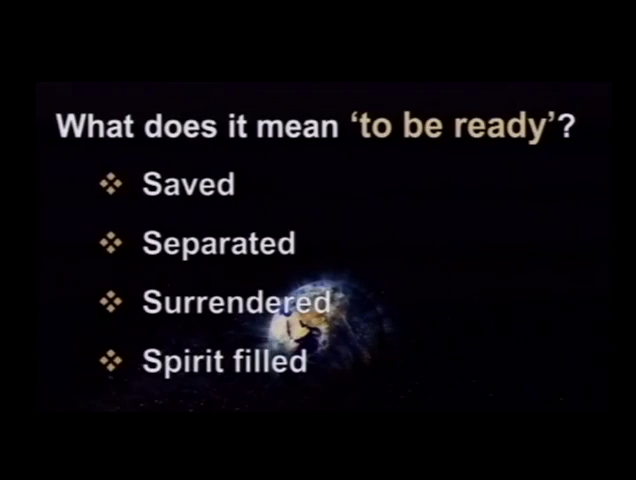 What does it mean ‘to be ready’?
Saved
Separated
Surrendered
Spirit filled